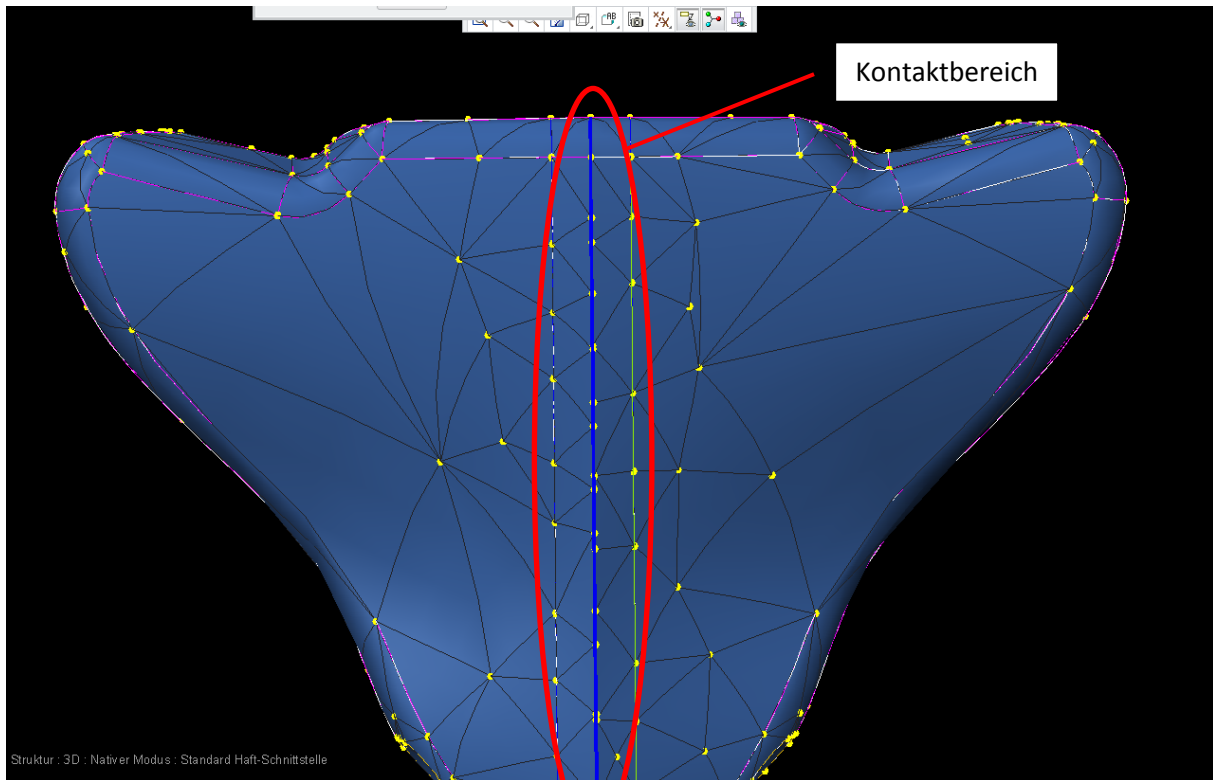 Kontaktbereich
Struktur : 3D : Nativer Modus : Standard Haft-Schnittstelle